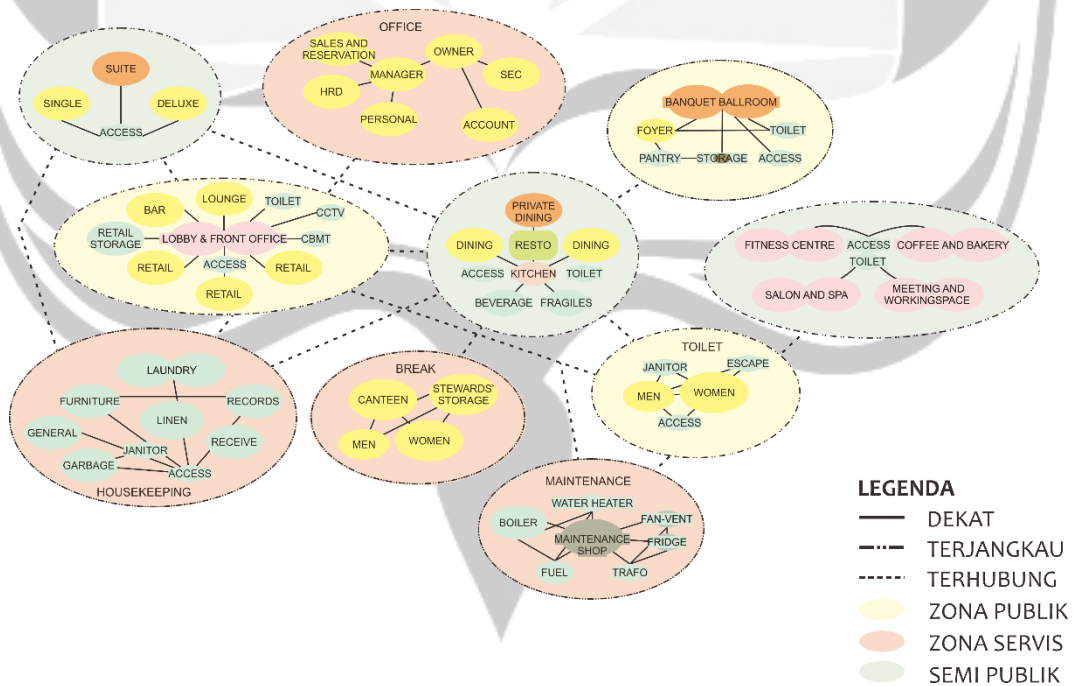 SUITE
SINGLE
DELUXE
ACCESS
OFFICE
SALES AND
RESERVATION
OWNER
MANAGER
SEC
HRD
PERSONAL
ACCOUNT
BANQUET BALLROOM
FOYER
TOILET
PANTRY
STORAGE
ACCESS
LOUNGE
BAR
TOILET
CCTV
RETAIL
STORAGE
LOBBY & FRONT OFFICE
CBMT
ACCESS
RETAIL
RETAIL
RETAIL
PRIVATE
DINING
DINING
RESTO
DINING
ACCESS
KITCHEN
TOILET
BEVERAGE
FRAGILES
FITNESS CENTRE
ACCESS
COFFEE AND BAKERY
TOILET
SALON AND SPA
MEETING AND
WORKINGSPACE
LAUNDRY
FURNITURE
RECORDS
LINEN
GENERAL
RECEIVE
JANITOR
GARBAGE
ACCESS
HOUSEKEEPING
BREAK
CANTEEN
STEWARDS'
STORAGE
MEN
WOMEN
TOILET
JANITOR
ESCAPE
MEN
WOMEN
ACCESS
MAINTENANCE
WATER HEATER
BOILER
FAN-VENT
MAINTENANCE
SHOP
FRIDGE
FUEL
TRAFO
LEGENDA
DEKAT
TERJANGKAU
TERHUBUNG
ZONA PUBLIK
ZONA SERVIS
SEMI PUBLIK